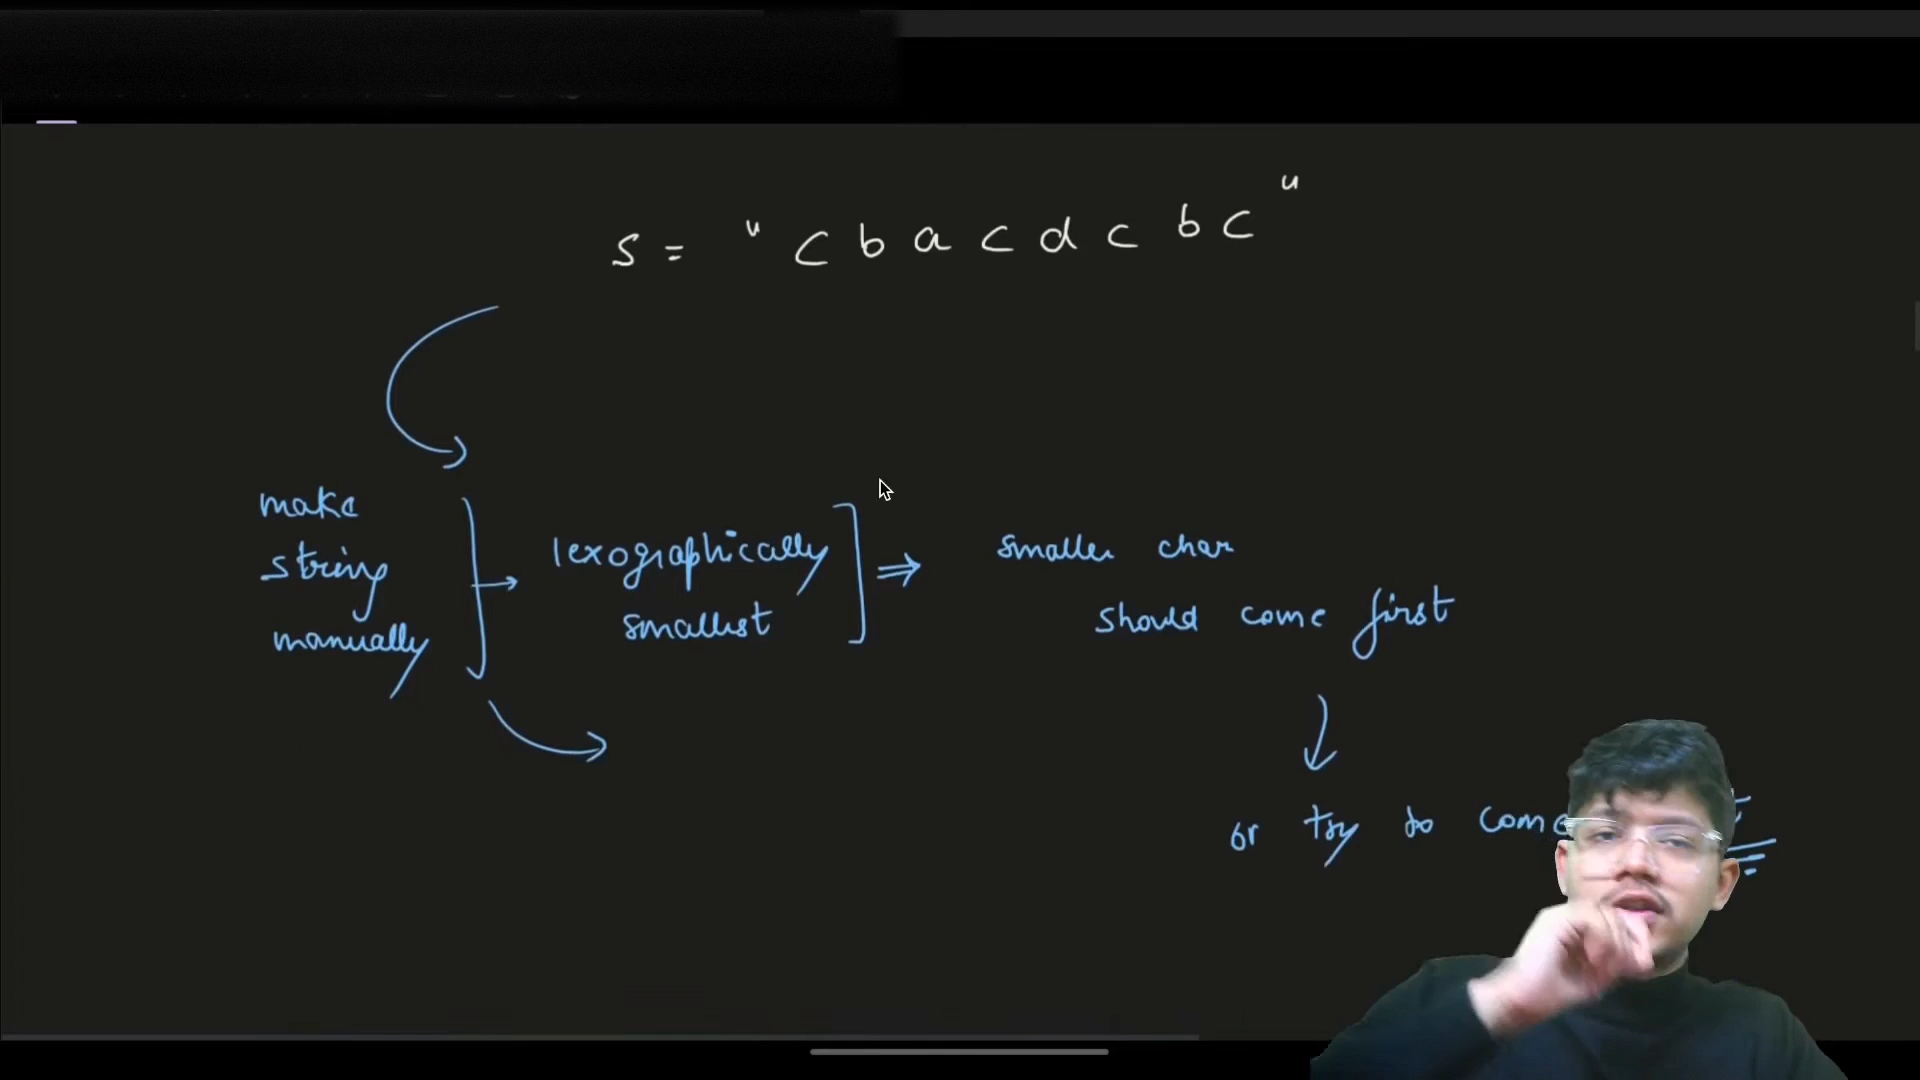 s = "c b a c d c b c"
make
string
manually
lexographically
smallest
smaller char
should come first
or try to come